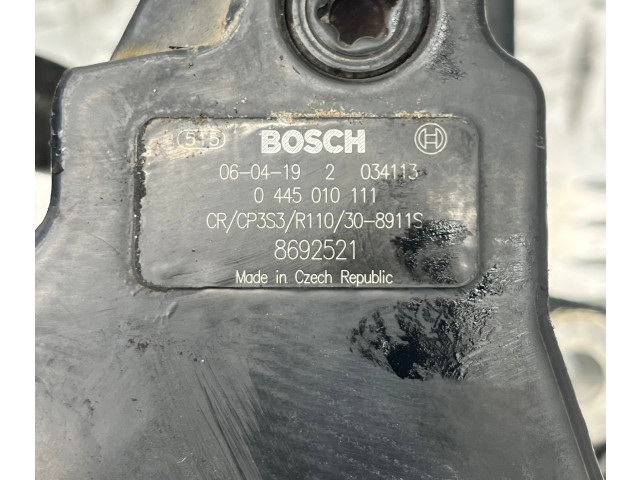 515 BOSCH
06-04-19 2 034113
0 445 010 111
CR/CP3S3/R110/30-8911S
8692521
Made in Czech Republic